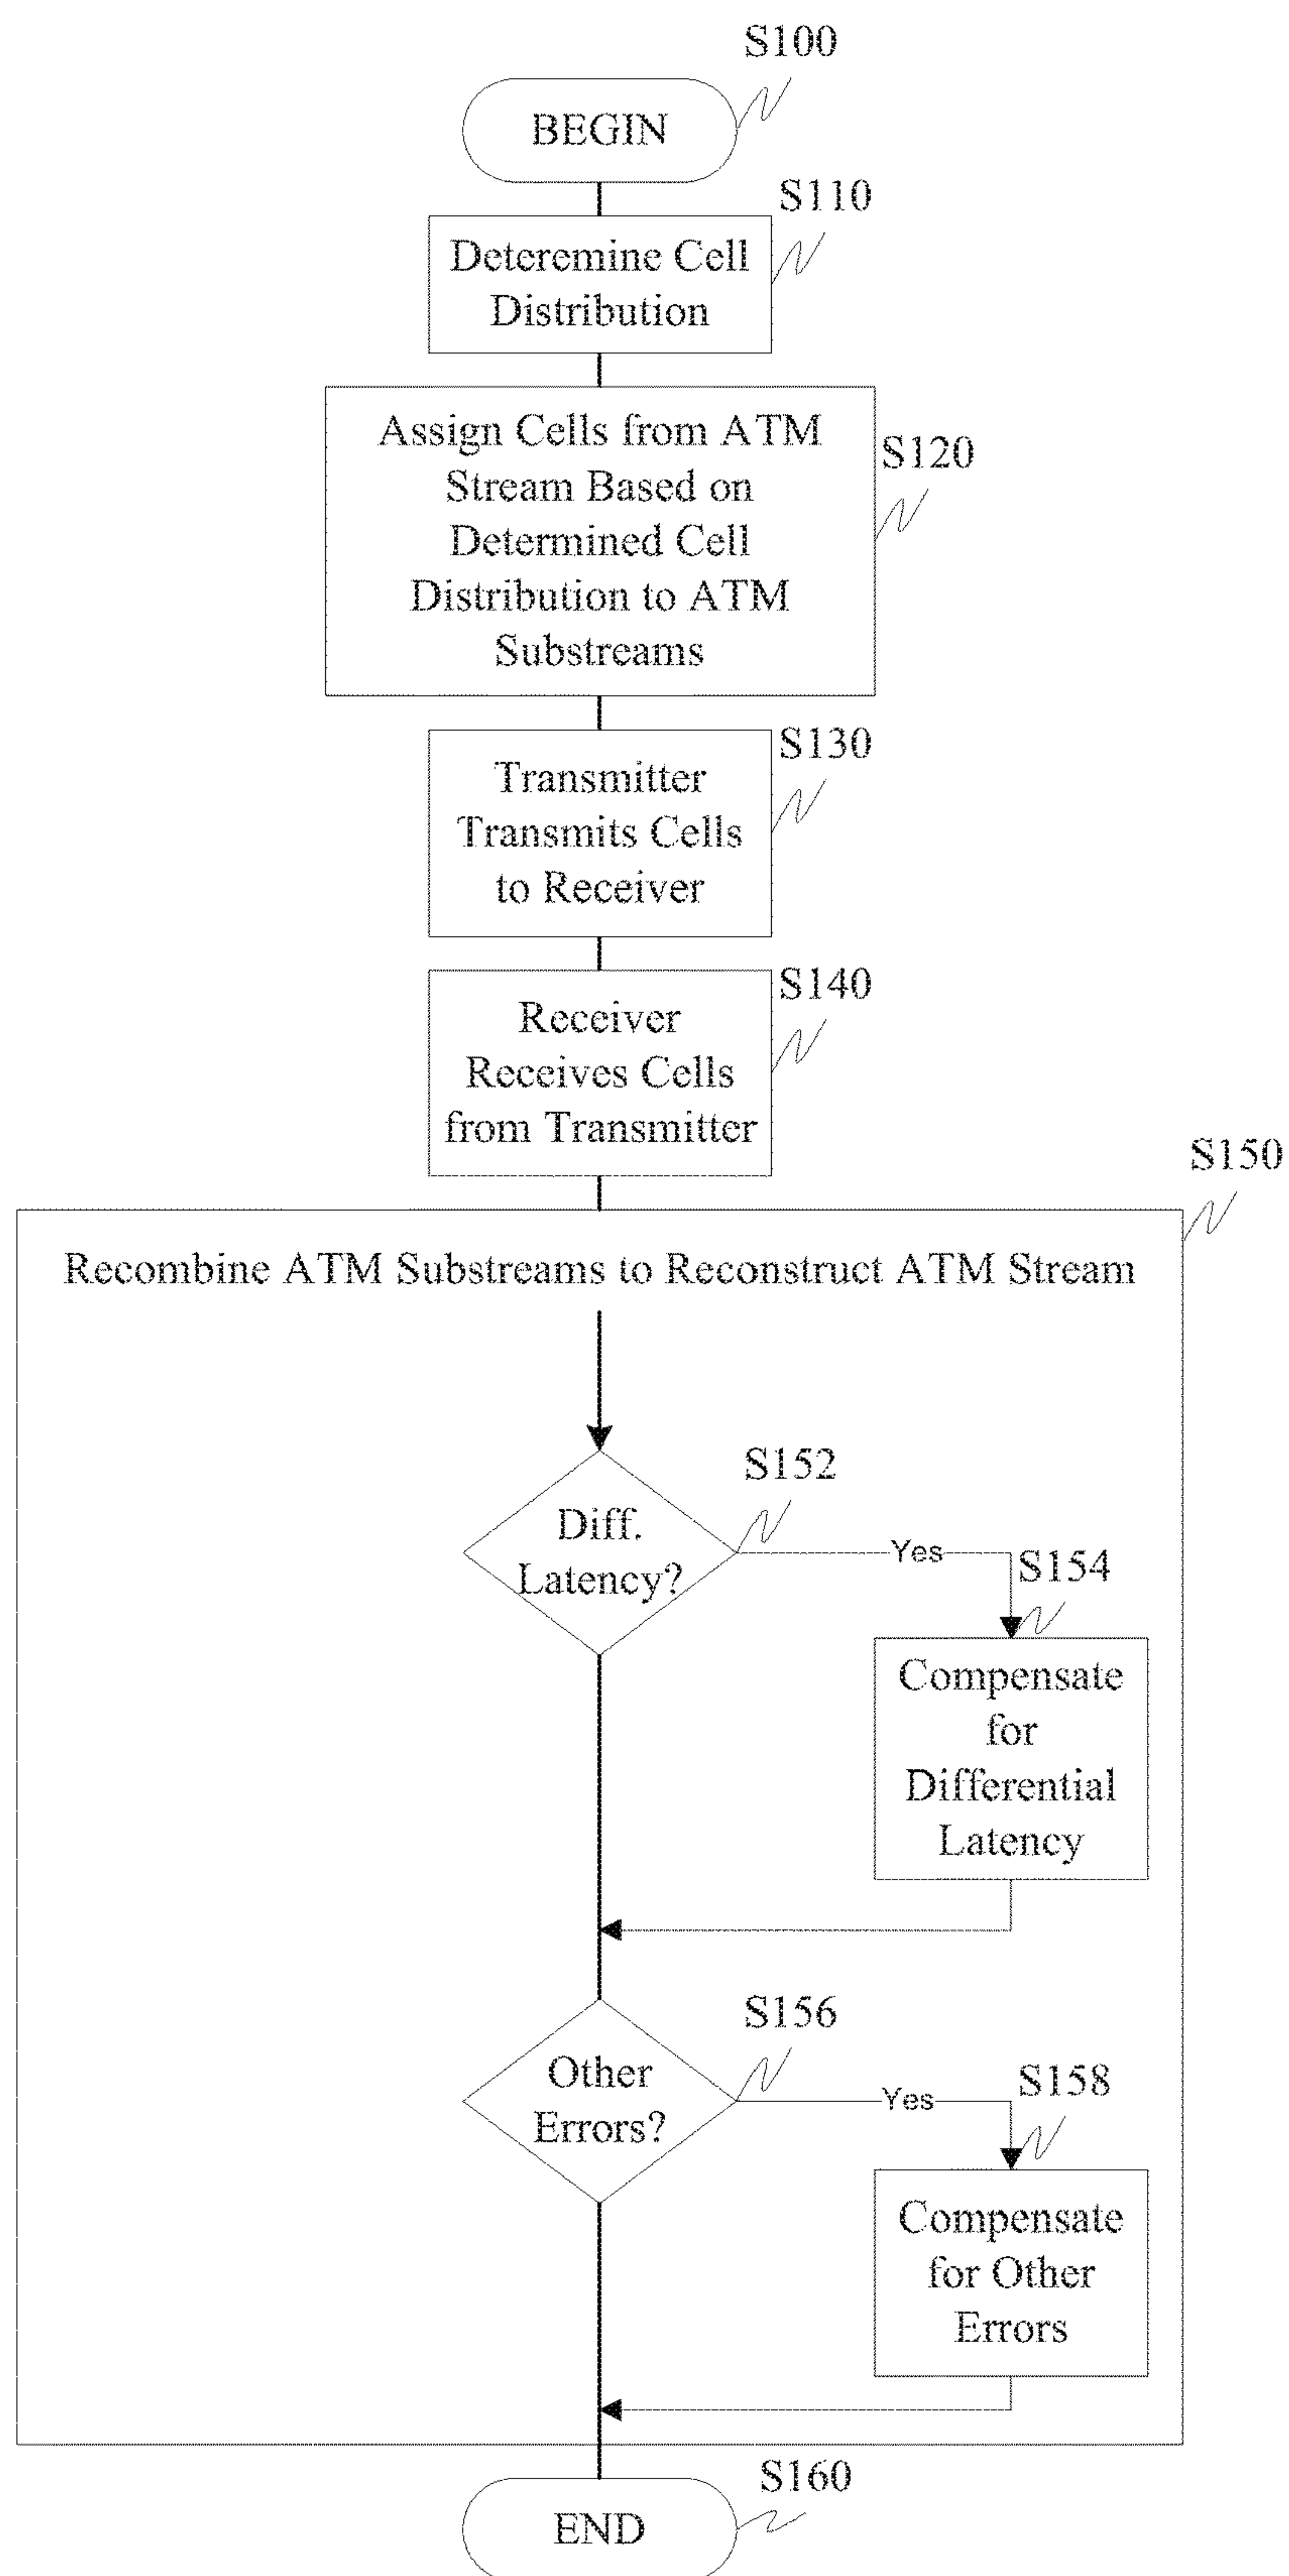 S100
BEGIN
S110
Deteremine Cell
Distribution
Assign Cells from ATM
Stream Based on
Determined Cell
Distribution to ATM
Substreams
S120
S130
Transmitter
Transmits Cells
to Receiver
S140
Receiver
Receives Cells
from Transmitter
S150
Recombine ATM Substreams to Reconstruct ATM Stream
S152
Diff.
Latency?
Yes
S154
Compensate
for
Differential
Latency
S156
Other
Errors?
Yes
S158
Compensate
for Other
Errors
S160
END